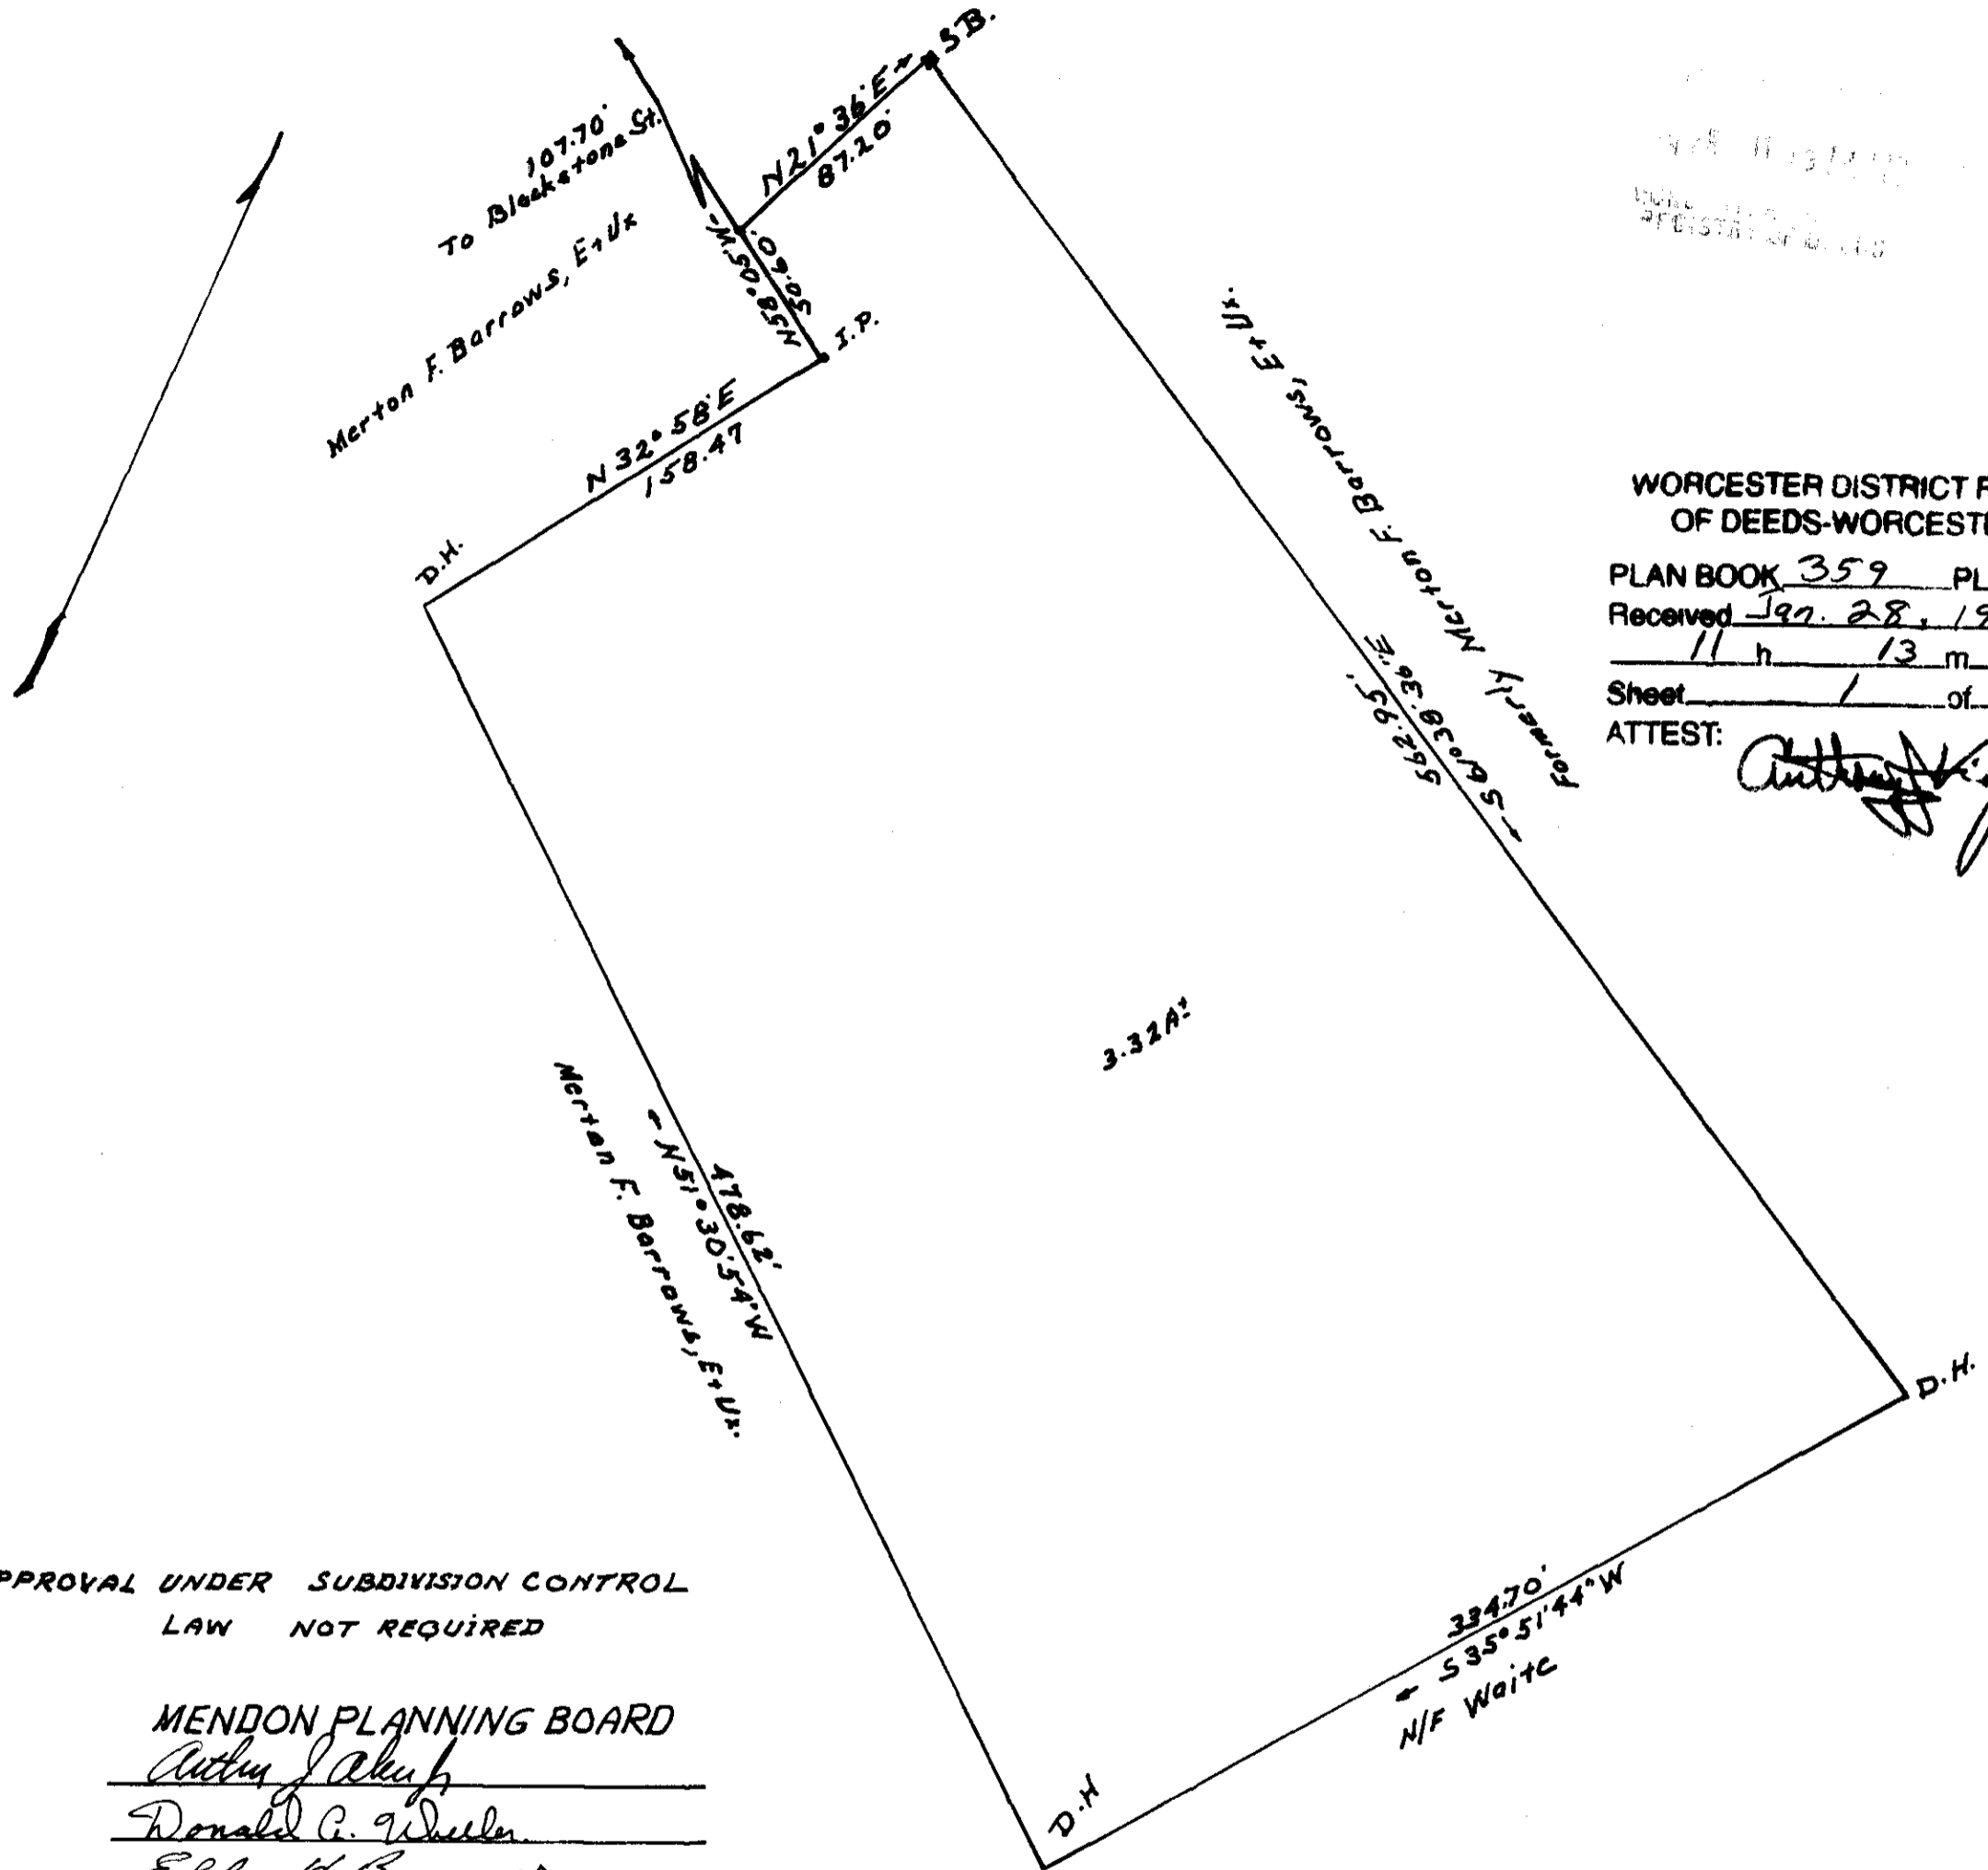 S.B.
N21°36'E
87.20'
107.70'
To Blackstone St.
Merton F. Barrows, Et Ux
N58°05'W
50.60'
I.P.
N 32° 58'E
158.47
D.H.
formerly Merton F. Barrows, Et Ux.
S61°38'36"E
562.95'
WORCESTER DISTRICT R
OF DEEDS-WORCEST
PLAN BOOK 359 PL
Received Jan. 28, 19
11 h 13 m
Sheet 1 of
ATTEST:
3.32A±
Merton F. Barrows, Et Ux.
478.62'
N51°30'54"W
D.H.
334.70'
S35°51'44"W
N/F Waite
D.H
PPROVAL UNDER SUBDIVISION CONTROL
LAW NOT REQUIRED
MENDON PLANNING BOARD
Donald C. Wheeler